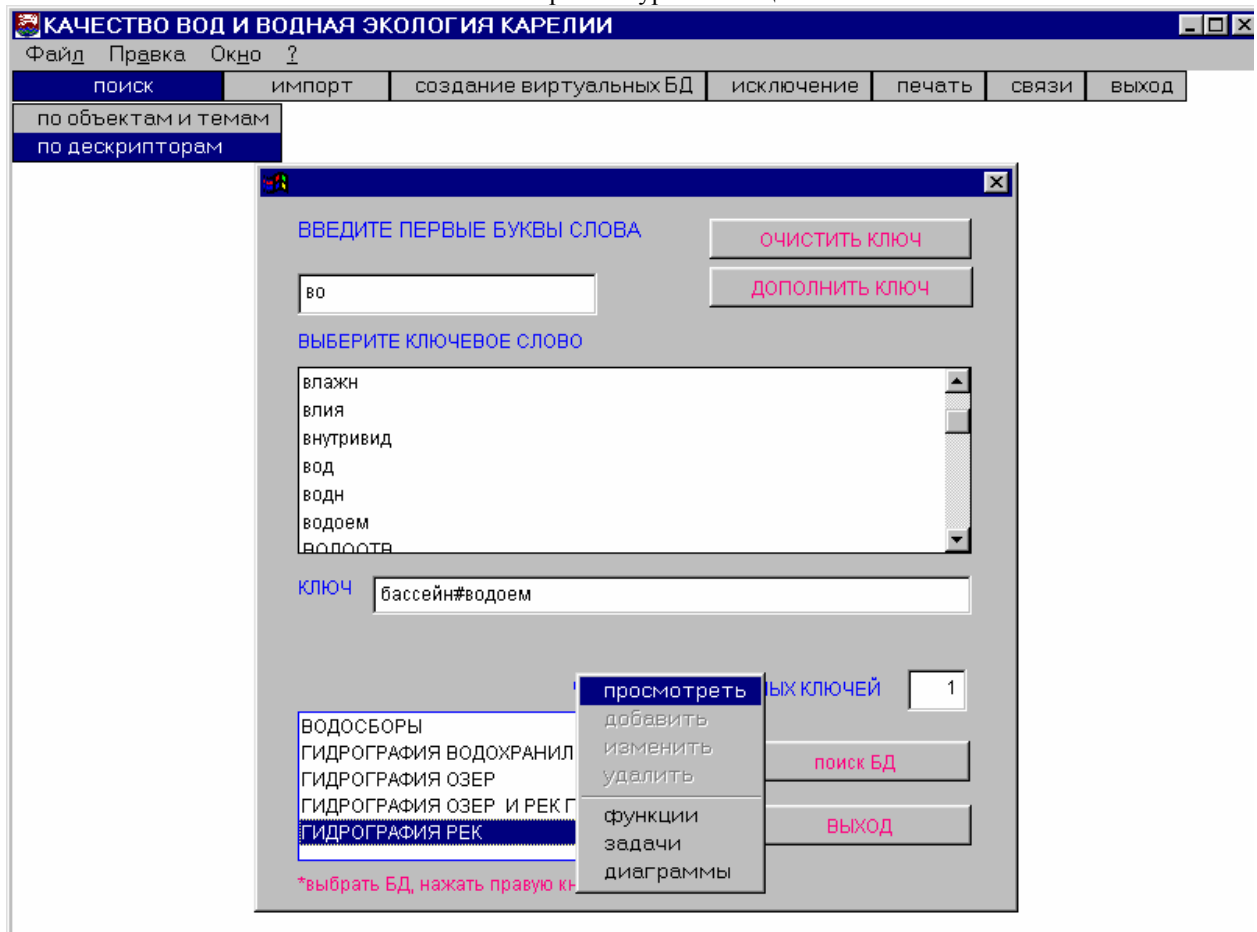 КАЧЕСТВО ВОД И ВОДНАЯ ЭКОЛОГИЯ КАРЕЛИИ
Файл Правка Окно ?
поиск импорт создание виртуальных БД исключение печать связи выход
по объектам и темам
по дескрипторам
ВВЕДИТЕ ПЕРВЫЕ БУКВЫ СЛОВА
ОЧИСТИТЬ КЛЮЧ
во
ДОПОЛНИТЬ КЛЮЧ
ВЫБЕРИТЕ КЛЮЧЕВОЕ СЛОВО
влажн
влия
внутривид
вод
водн
водоем
водоотв
КЛЮЧ бассейн#водоем
ЫХ КЛЮЧЕЙ 1
ВОДОСБОРЫ
ГИДРОГРАФИЯ ВОДОХРАНИЛ
ГИДРОГРАФИЯ ОЗЕР
ГИДРОГРАФИЯ ОЗЕР И РЕК
ГИДРОГРАФИЯ РЕК
поиск БД
ВЫХОД
*выбрать БД, нажать правую кн
просмотреть
добавить
изменить
удалить
функции
задачи
диаграммы